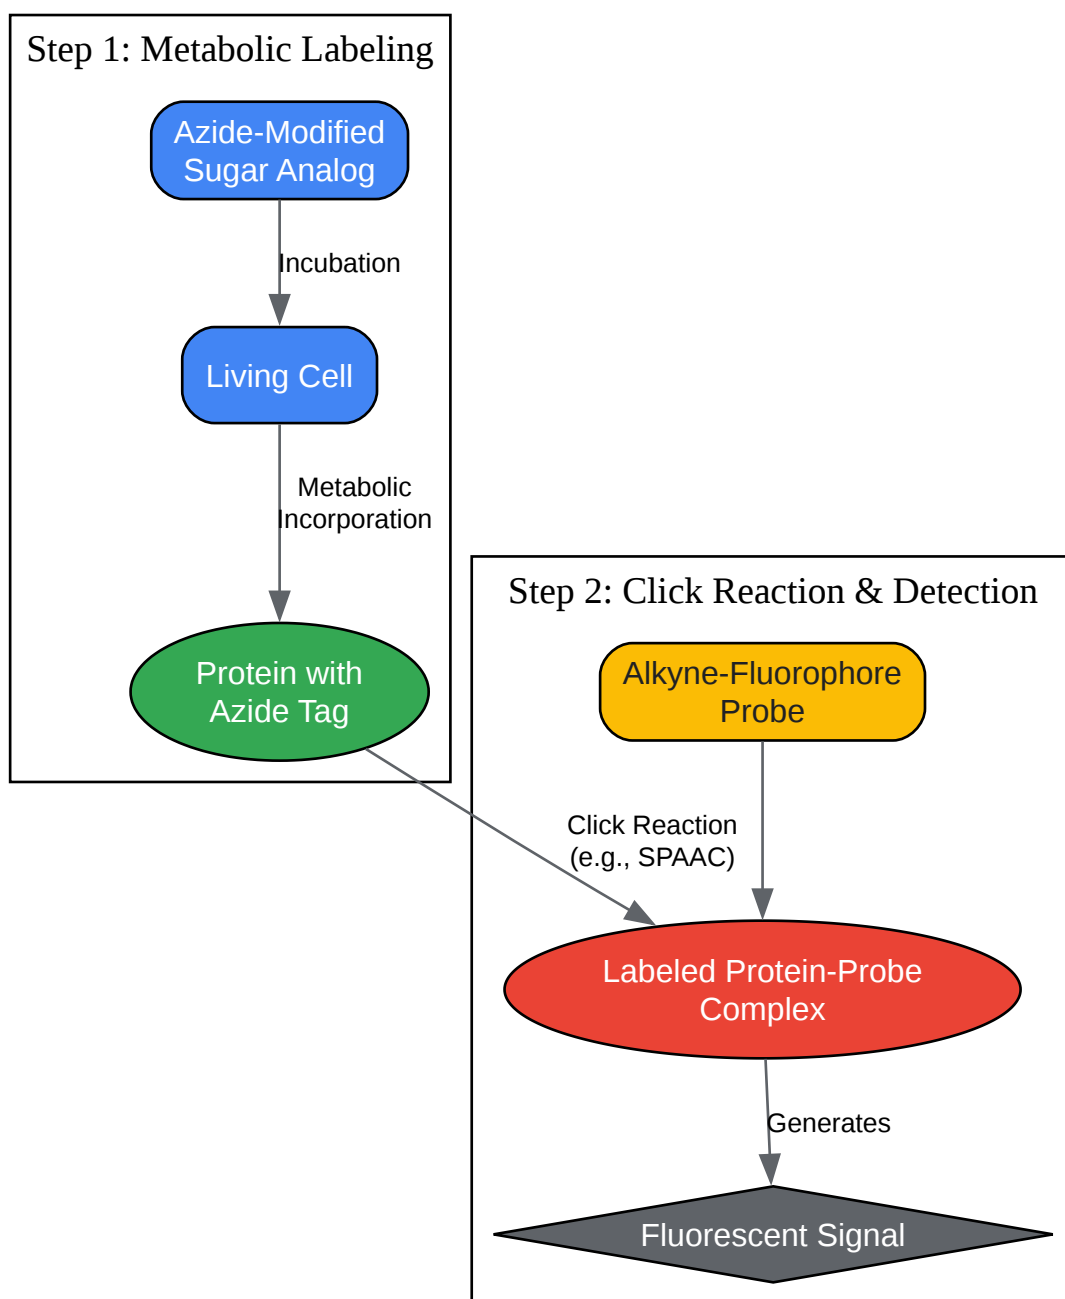 Step 1: Metabolic Labeling
Azide-Modified
Sugar Analog
Incubation
Living Cell
Metabolic
Incorporation
Protein with
Azide Tag
Step 2: Click Reaction & Detection
Alkyne-Fluorophore
Probe
Click Reaction
(e.g., SPAAC)
Labeled Protein-Probe
Complex
Generates
Fluorescent Signal